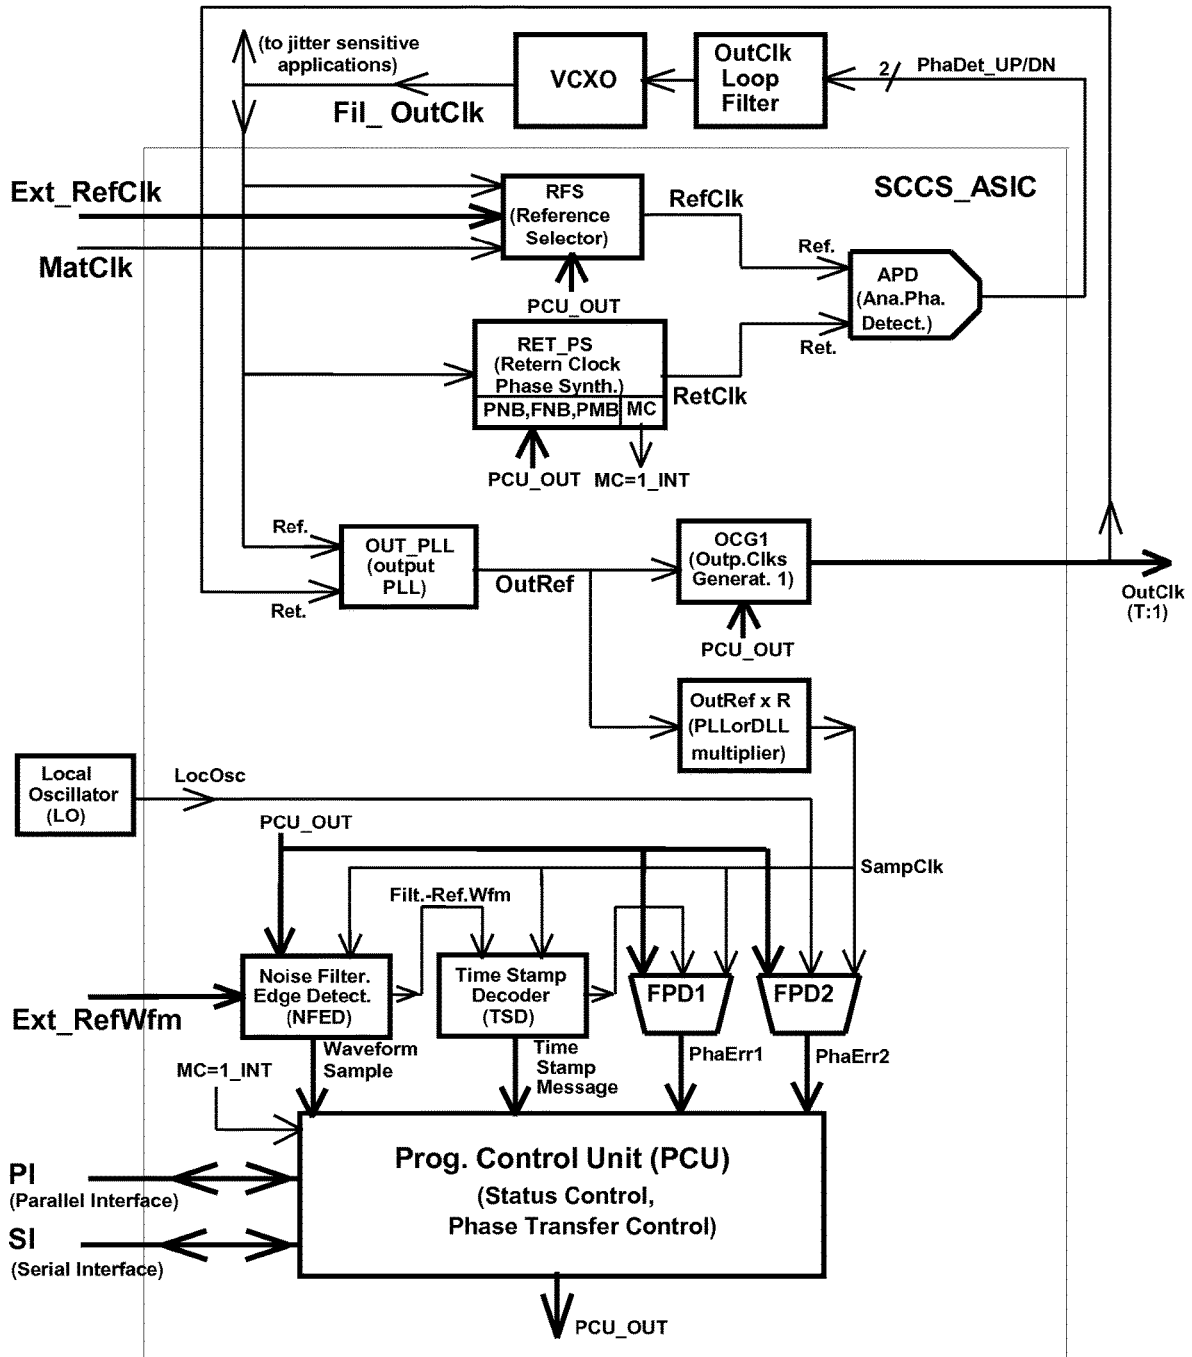 (to jitter sensitive
applications)
Fil_ OutClk
VCXO
OutClk
Loop
Filter
2
PhaDet_UP/DN
Ext_RefClk
MatClk
RFS
(Reference
Selector)
PCU_OUT
RefClk
SCCS_ASIC
Ref.
APD
(Ana.Pha.
Detect.)
Ret.
RET_PS
(Retern Clock
Phase Synth.)
PNB,FNB,PMB MC
RetClk
PCU_OUT
MC=1_INT
Ref.
OUT_PLL
(output
PLL)
Ret.
OutRef
OCG1
(Outp.Clks
Generat. 1)
PCU_OUT
OutClk
(T:1)
OutRef x R
(PLLorDLL
multiplier)
Local
Oscillator
(LO)
LocOsc
PCU_OUT
SampClk
Filt.-Ref.Wfm
Ext_RefWfm
Noise Filter.
Edge Detect.
(NFED)
Time Stamp
Decoder
(TSD)
FPD1
FPD2
Waveform
Sample
Time
Stamp
Message
PhaErr1
PhaErr2
MC=1_INT
Prog. Control Unit (PCU)
(Status Control,
Phase Transfer Control)
PI
(Parallel Interface)
SI
(Serial Interface)
PCU_OUT